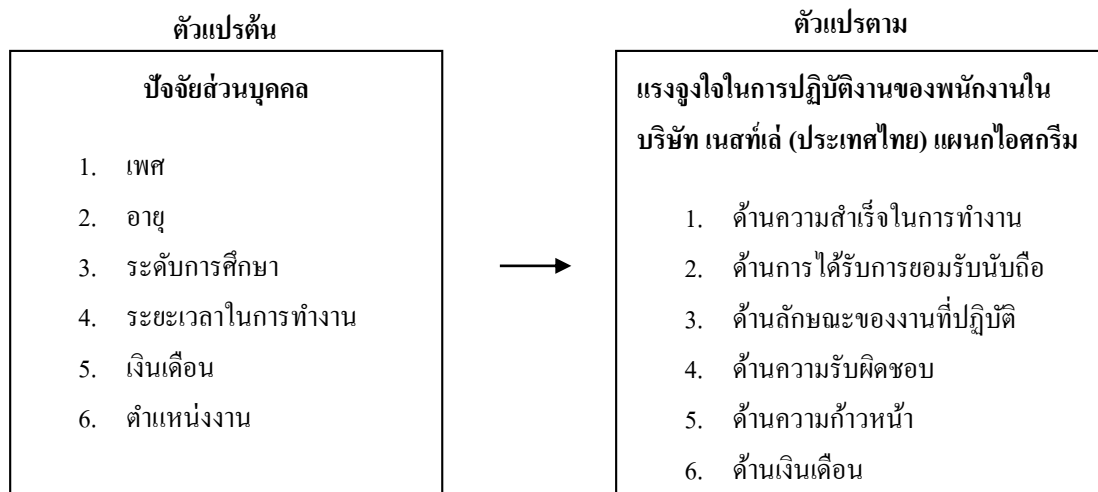 ตัวแปรต้น
ปัจจัยส่วนบุคคล
1. เพศ
2. อายุ
3. ระดับการศึกษา
4. ระยะเวลาในการทำงาน
5. เงินเดือน
6. ตำแหน่งงาน
ตัวแปรตาม
แรงจูงใจในการปฏิบัติงานของพนักงานใน
บริษัท เนสท์เล่ (ประเทศไทย) แผนกไอศกรีม
1. ด้านความสำเร็จในการทำงาน
2. ด้านการได้รับการยอมรับนับถือ
3. ด้านลักษณะของงานที่ปฏิบัติ
4. ด้านความรับผิดชอบ
5. ด้านความก้าวหน้า
6. ด้านเงินเดือน